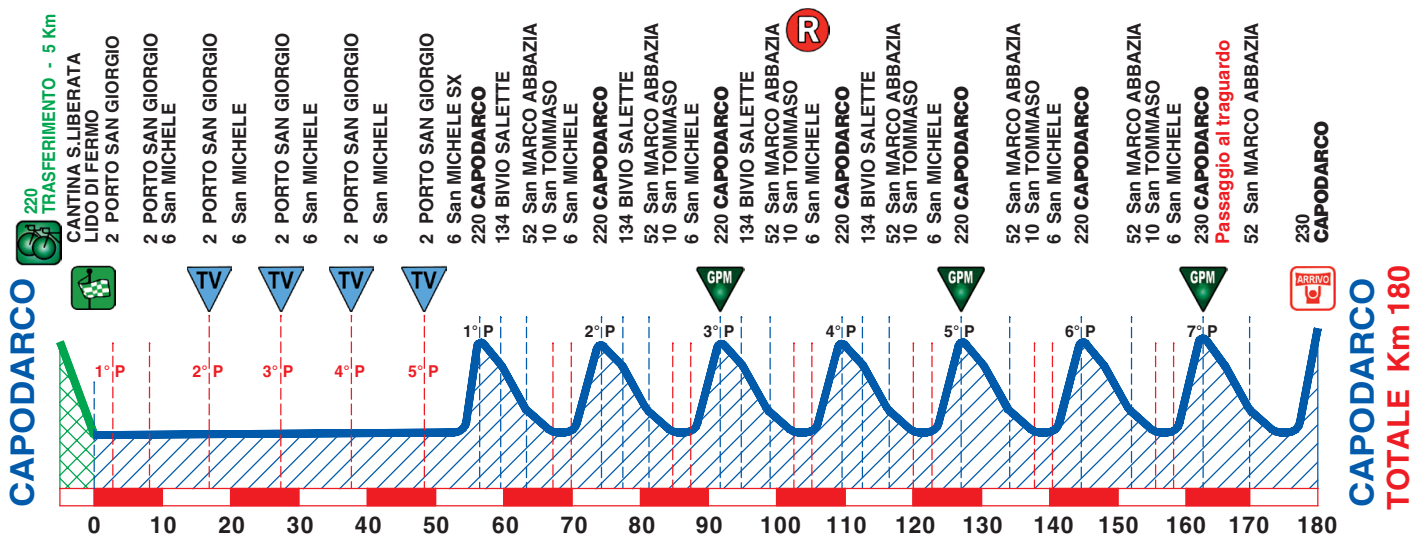 220
TRASFERIMENTO - 5 Km
CANTINA S.LIBERATA
LIDO DI FERMO
2 PORTO SAN GIORGIO
2 PORTO SAN GIORGIO
6 San MICHELE
2 PORTO SAN GIORGIO
6 San MICHELE
2 PORTO SAN GIORGIO
6 San MICHELE
2 PORTO SAN GIORGIO
6 San MICHELE
2 PORTO SAN GIORGIO
6 San MICHELE SX
220 CAPODARCO
134 BIVIO SALETTE
52 San MARCO ABBAZIA
10 San TOMMASO
6 San MICHELE
220 CAPODARCO
134 BIVIO SALETTE
52 San MARCO ABBAZIA
10 San TOMMASO
6 San MICHELE
220 CAPODARCO
134 BIVIO SALETTE
52 San MARCO ABBAZIA
10 San TOMMASO
6 San MICHELE
R
220 CAPODARCO
134 BIVIO SALETTE
52 San MARCO ABBAZIA
10 San TOMMASO
6 San MICHELE
220 CAPODARCO
52 San MARCO ABBAZIA
10 San TOMMASO
6 San MICHELE
220 CAPODARCO
52 San MARCO ABBAZIA
10 San TOMMASO
6 San MICHELE
230 CAPODARCO
Passaggio al traguardo
52 San MARCO ABBAZIA
230
CAPODARCO
TV
TV
TV
TV
GPM
GPM
GPM
ARRIVO
CAPODARCO
1° P
2° P
3° P
4° P
5° P
1° P
2° P
3° P
4° P
5° P
6° P
7° P
CAPODARCO
TOTALE Km 180
0 10 20 30 40 50 60 70 80 90 100 110 120 130 140 150 160 170 180